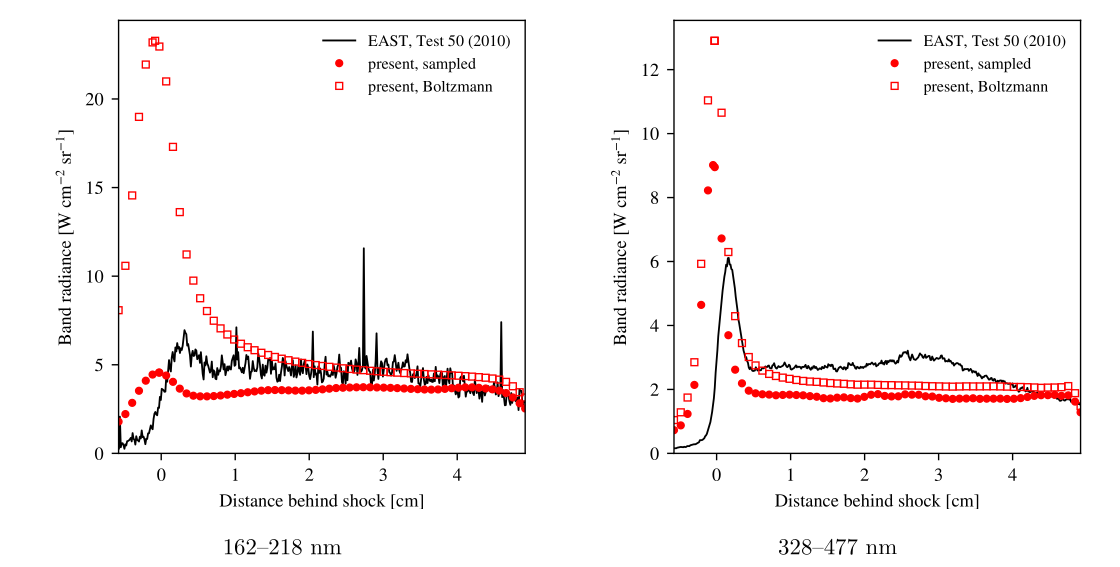 EAST, Test 50 (2010)
present, sampled
present, Boltzmann
20
15
10
5
0
Band radiance [W cm⁻² sr⁻¹]
0 1 2 3 4
Distance behind shock [cm]
162–218 nm
EAST, Test 50 (2010)
present, sampled
present, Boltzmann
12
10
8
6
4
2
0
Band radiance [W cm⁻² sr⁻¹]
0 1 2 3 4
Distance behind shock [cm]
328–477 nm